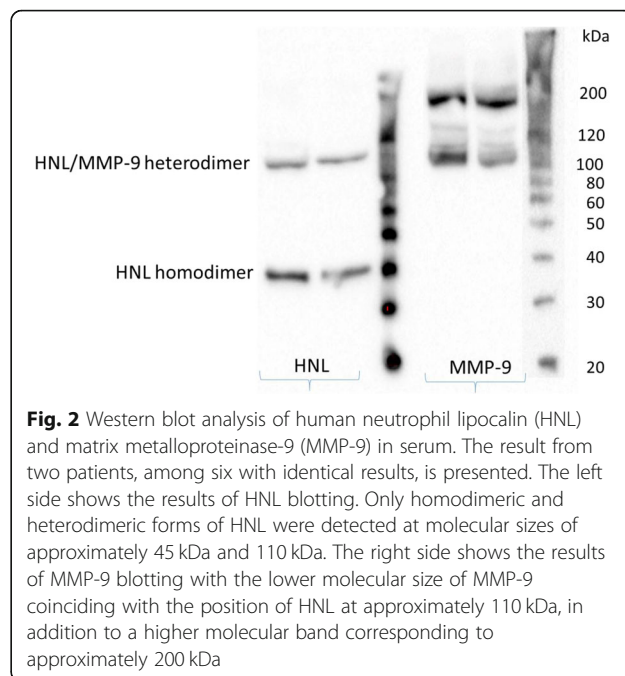 kDa
200
HNL/MMP-9 heterodimer
120
100
80
60
50
HNL homodimer
40
30
HNL
MMP-9
20
Fig. 2 Western blot analysis of human neutrophil lipocalin (HNL)
and matrix metalloproteinase-9 (MMP-9) in serum. The result from
two patients, among six with identical results, is presented. The left
side shows the results of HNL blotting. Only homodimeric and
heterodimeric forms of HNL were detected at molecular sizes of
approximately 45 kDa and 110 kDa. The right side shows the results
of MMP-9 blotting with the lower molecular size of MMP-9
coinciding with the position of HNL at approximately 110 kDa, in
addition to a higher molecular band corresponding to
approximately 200 kDa